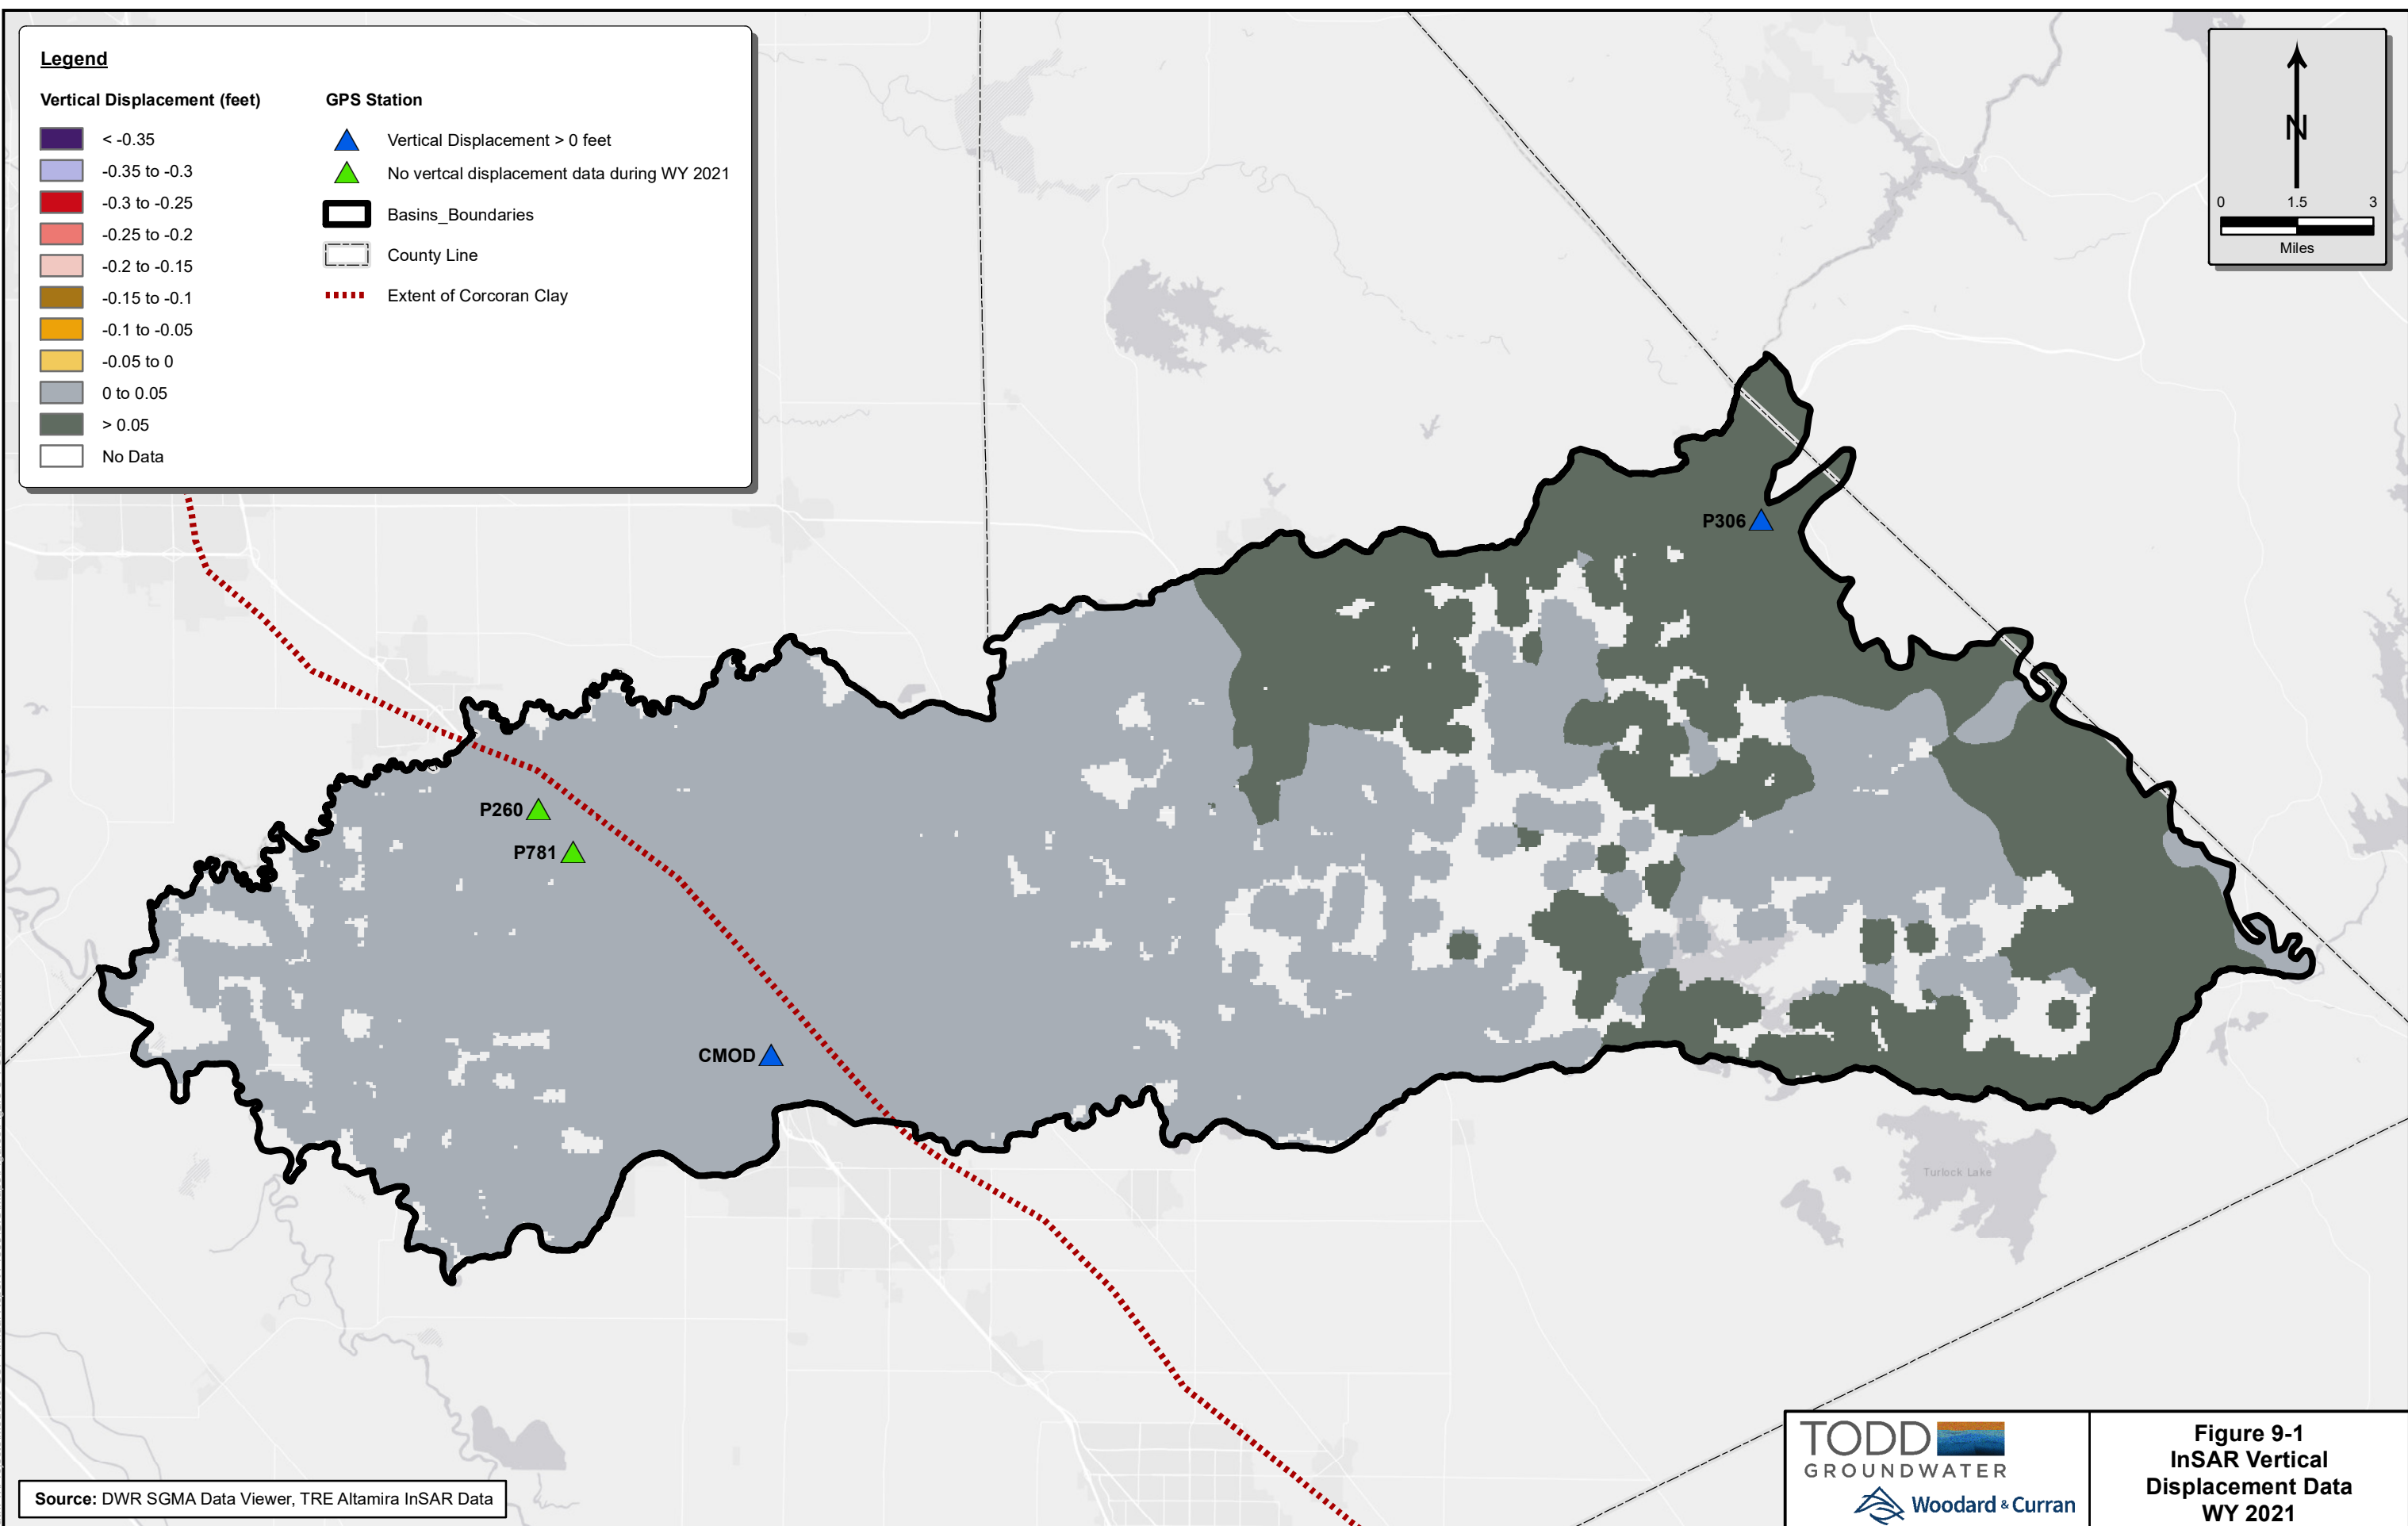 Legend
Vertical Displacement (feet)
< -0.35
-0.35 to -0.3
-0.3 to -0.25
-0.25 to -0.2
-0.2 to -0.15
-0.15 to -0.1
-0.1 to -0.05
-0.05 to 0
0 to 0.05
> 0.05
No Data
GPS Station
Vertical Displacement > 0 feet
No vertcal displacement data during WY 2021
Basins_Boundaries
County Line
Extent of Corcoran Clay
N
0 1.5 3
Miles
P306
P260
P781
CMOD
Turlock Lake
Source: DWR SGMA Data Viewer, TRE Altamira InSAR Data
TODD
GROUNDWATER
Woodard & Curran
Figure 9-1
InSAR Vertical
Displacement Data
WY 2021